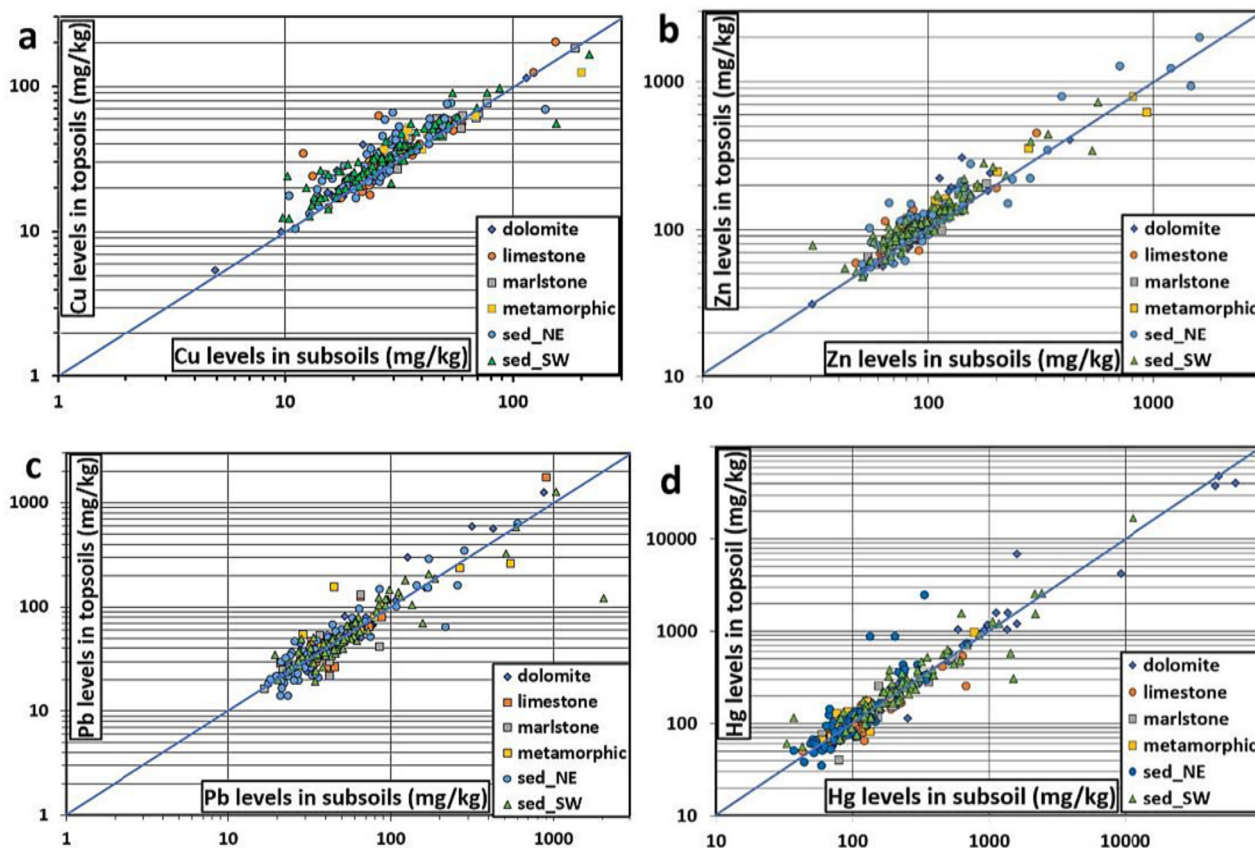 a
Cu levels in topsoils (mg/kg)
100
10
1
Cu levels in subsoils (mg/kg)
dolomite
limestone
marlstone
metamorphic
sed_NE
sed_SW
1
10
100
b
Zn levels in topsoils (mg/kg)
1000
100
10
Zn levels in subsoils (mg/kg)
dolomite
limestone
marlstone
metamorphic
sed_NE
sed_SW
10
100
1000
c
Pb levels in topsoils (mg/kg)
1000
100
10
1
Pb levels in subsoils (mg/kg)
dolomite
limestone
marlstone
metamorphic
sed_NE
sed_SW
1
10
100
1000
d
Hg levels in topsoil (mg/kg)
10000
1000
100
10
Hg levels in subsoil (mg/kg)
dolomite
limestone
marlstone
metamorphic
sed_NE
sed_SW
10
100
1000
10000